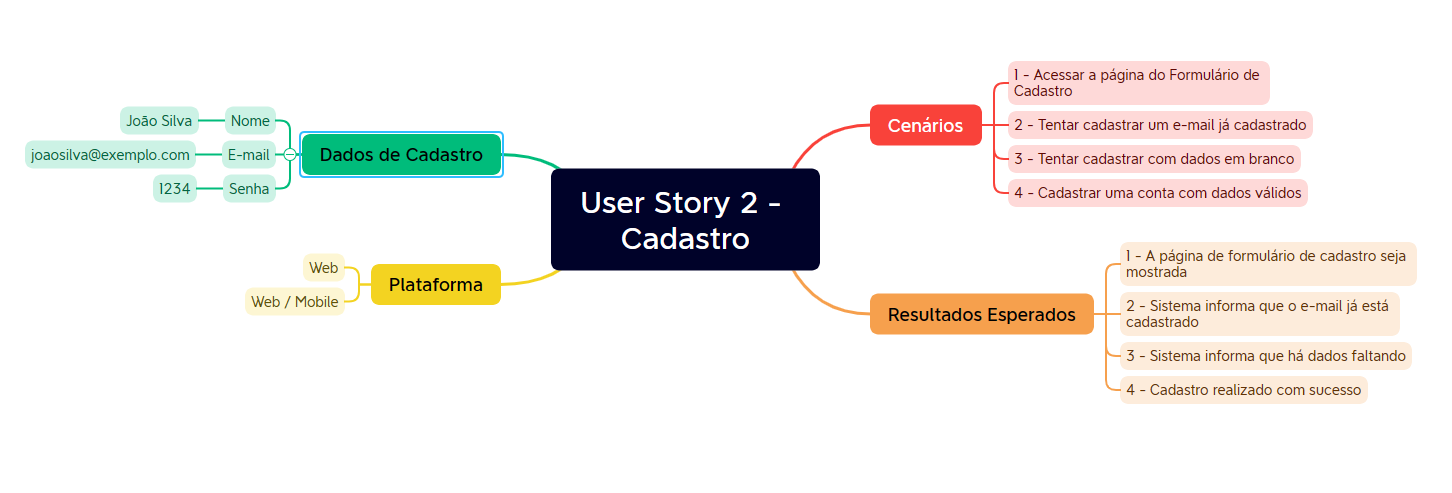 User Story 2 -
Cadastro
Dados de Cadastro
Nome
João Silva
E-mail
joaosilva@exemplo.com
Senha
1234
Plataforma
Web
Web / Mobile
Cenários
1 - Acessar a página do Formulário de
Cadastro
2 - Tentar cadastrar um e-mail já cadastrado
3 - Tentar cadastrar com dados em branco
4 - Cadastrar uma conta com dados válidos
Resultados Esperados
1 - A página de formulário de cadastro seja
mostrada
2 - Sistema informa que o e-mail já está
cadastrado
3 - Sistema informa que há dados faltando
4 - Cadastro realizado com sucesso